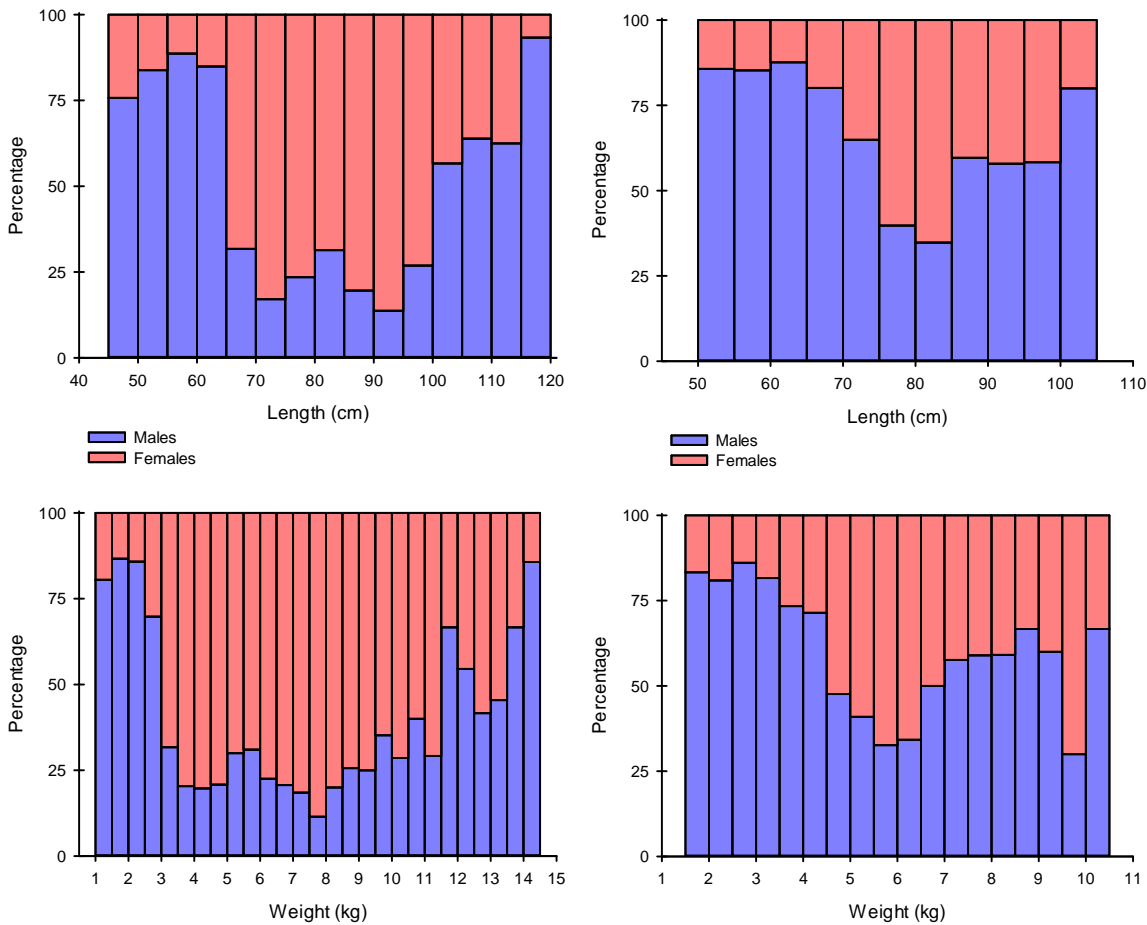 100
75
50
25
0
Percentage
40 50 60 70 80 90 100 110 120
Length (cm)
Males
Females
100
75
50
25
0
Percentage
50 60 70 80 90 100 110
Length (cm)
Males
Females
100
75
50
25
0
Percentage
1 2 3 4 5 6 7 8 9 10 11 12 13 14 15
Weight (kg)
100
75
50
25
0
Percentage
1 2 3 4 5 6 7 8 9 10 11
Weight (kg)